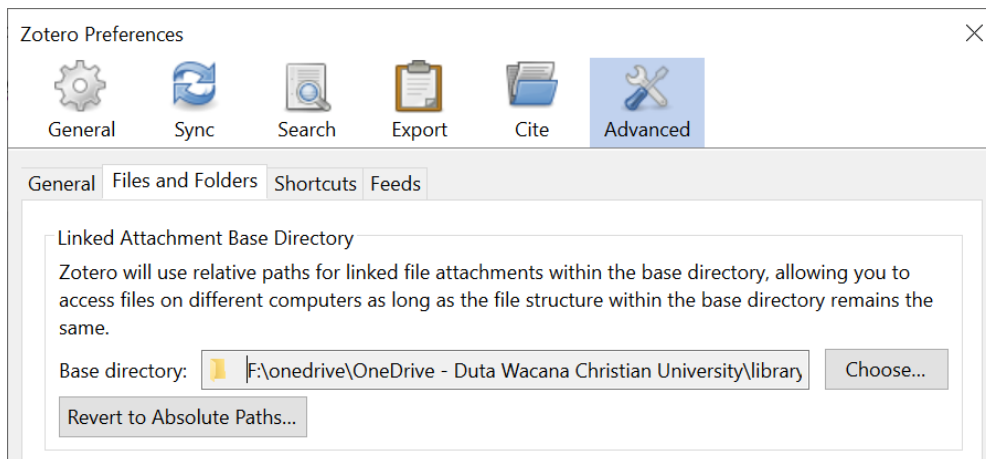 Zotero Preferences
General Sync Search Export Cite Advanced
General Files and Folders Shortcuts Feeds
Linked Attachment Base Directory
Zotero will use relative paths for linked file attachments within the base directory, allowing you to
access files on different computers as long as the file structure within the base directory remains the
same.
Base directory: F:\onedrive\OneDrive - Duta Wacana Christian University\library Choose...
Revert to Absolute Paths...